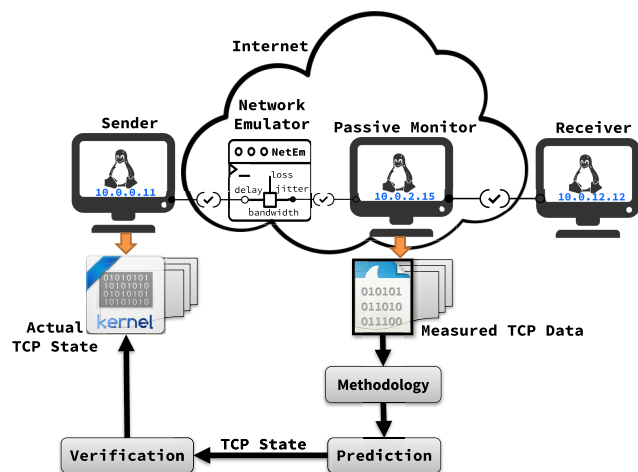 Internet
Network
Emulator
Sender
Passive Monitor
Receiver
NetEm
loss
delay
jitter
bandwidth
10.0.0.11
10.0.2.15
10.0.12.12
01010101
01010101
01010101
10101010
kernel
010101
011010
011100
Actual
TCP State
Measured TCP Data
Methodology
Verification
TCP State
Prediction